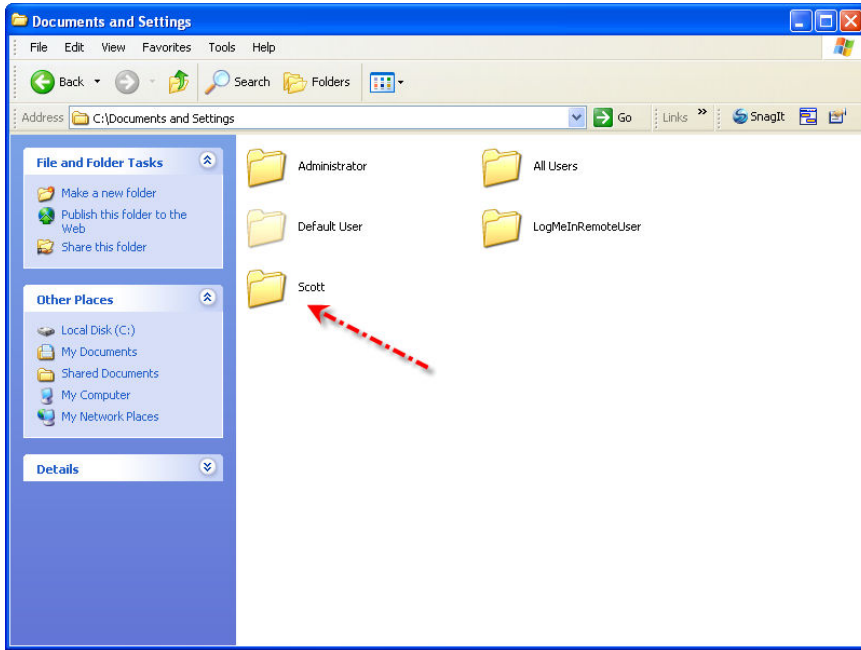 Documents and Settings
File Edit View Favorites Tools Help
Back Search Folders
Address C:\Documents and Settings Go Links » SnagIt
File and Folder Tasks
Make a new folder
Publish this folder to the
Web
Share this folder
Other Places
Local Disk (C:)
My Documents
Shared Documents
My Computer
My Network Places
Details
Administrator
All Users
Default User
LogMeInRemoteUser
Scott